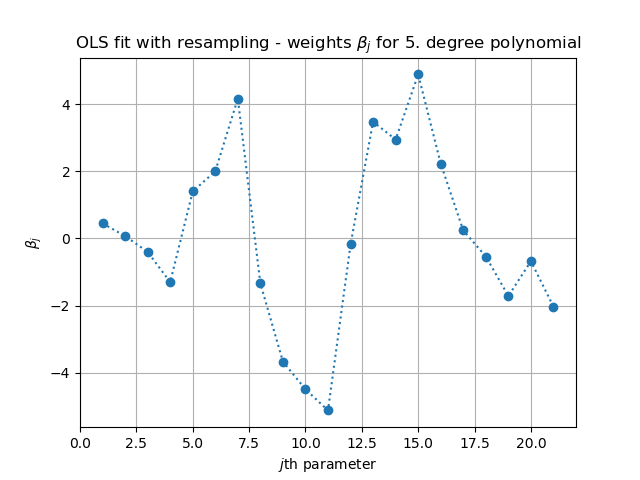 OLS fit with resampling - weights βj for 5. degree polynomial
βj
4
2
0
−2
−4
0.0 2.5 5.0 7.5 10.0 12.5 15.0 17.5 20.0
jth parameter